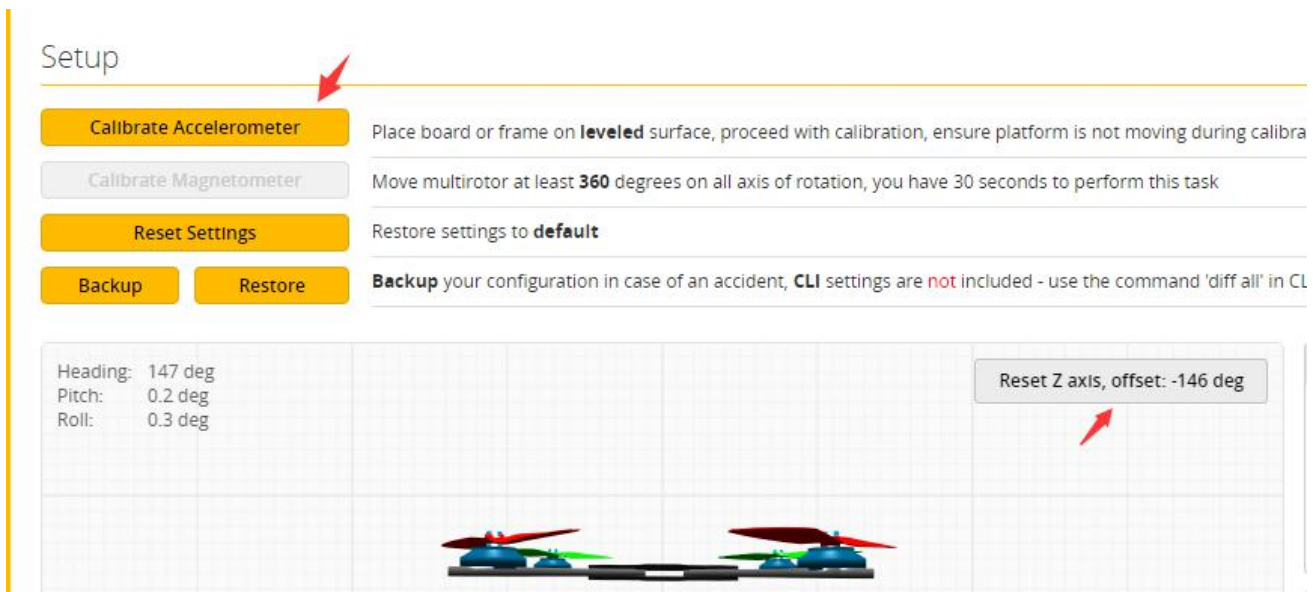 Setup
Calibrate Accelerometer
Place board or frame on leveled surface, proceed with calibration, ensure platform is not moving during calibra
Calibrate Magnetometer
Move multirotor at least 360 degrees on all axis of rotation, you have 30 seconds to perform this task
Reset Settings
Restore settings to default
Backup Restore
Backup your configuration in case of an accident, CLI settings are not included - use the command 'diff all' in CL
Heading: 147 deg
Pitch: 0.2 deg
Roll: 0.3 deg
Reset Z axis, offset: -146 deg